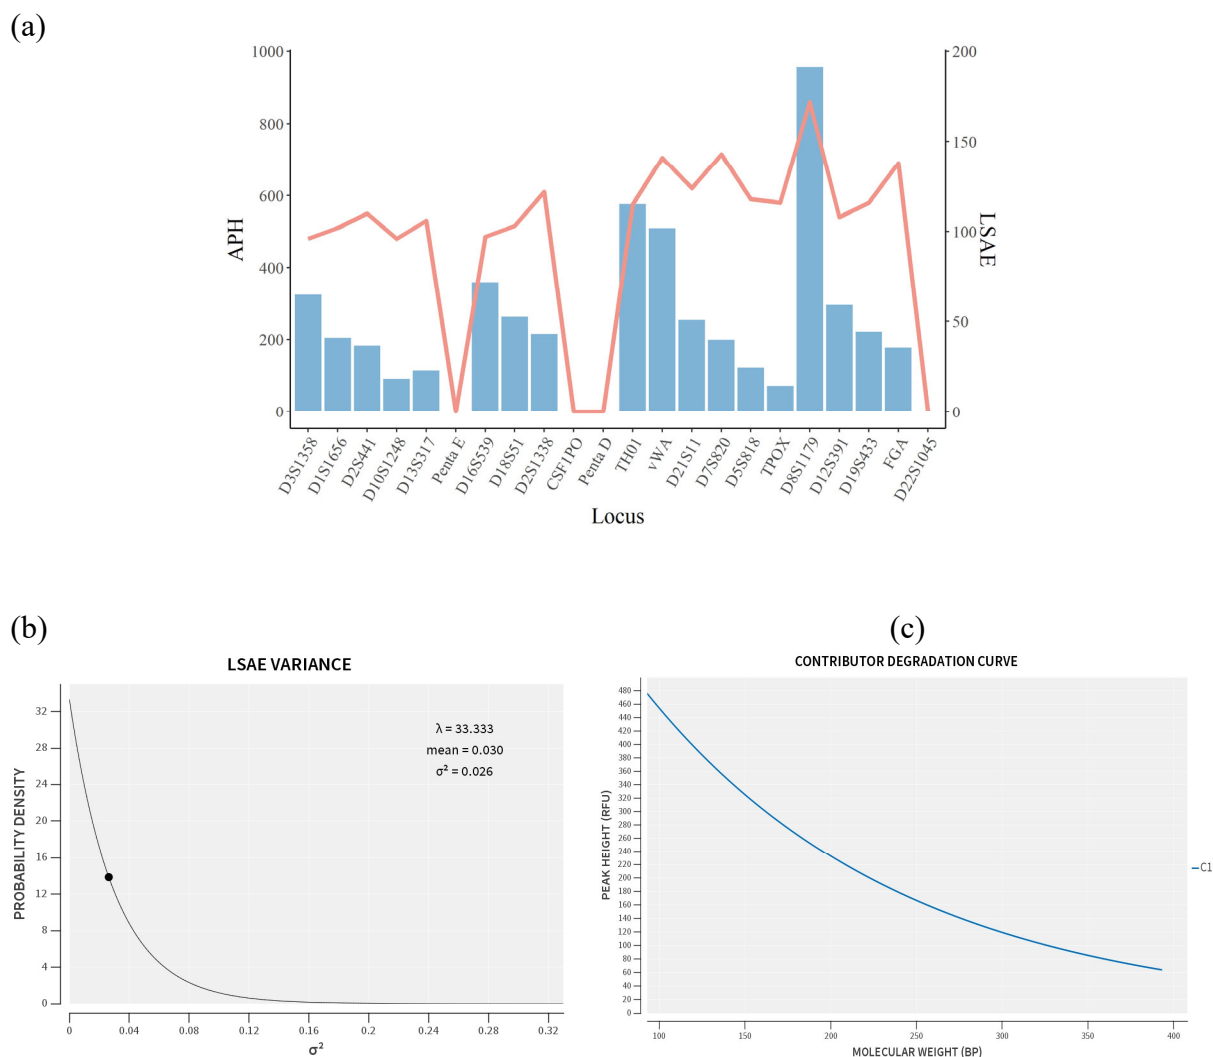 (a)
1000
800
600
400
200
0
APH
200
150
100
50
0
LSAE
D3S1358
D1S1656
D2S441
D10S1248
D13S317
Penta E
D16S539
D18S51
D2S1338
CSF1PO
Penta D
TH01
vWA
D21S11
D7S820
D5S818
TPOX
D8S1179
D12S391
D19S433
FGA
D22S1045
Locus
(b)
LSAE VARIANCE
λ = 33.333
mean = 0.030
σ² = 0.026
PROBABILITY DENSITY
32
28
24
20
16
12
8
4
0
0 0.04 0.08 0.12 0.16 0.2 0.24 0.28 0.32
σ²
(c)
CONTRIBUTOR DEGRADATION CURVE
PEAK HEIGHT (RFU)
480
460
440
420
400
380
360
340
320
300
280
260
240
220
200
180
160
140
120
100
80
60
40
20
0
C1
100 150 200 250 300 350 400
MOLECULAR WEIGHT (BP)